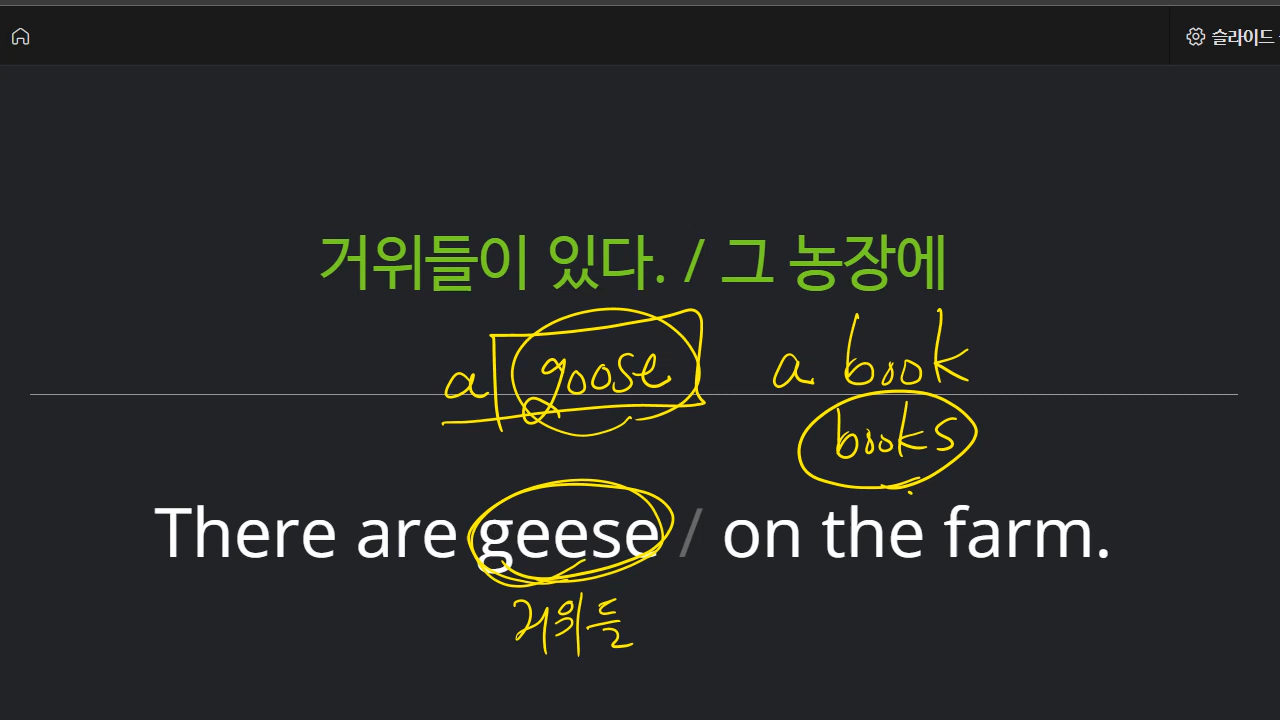 슬라이드
거위들이 있다. / 그 농장에
a goose a book
books
There are geese / on the farm.
거위들